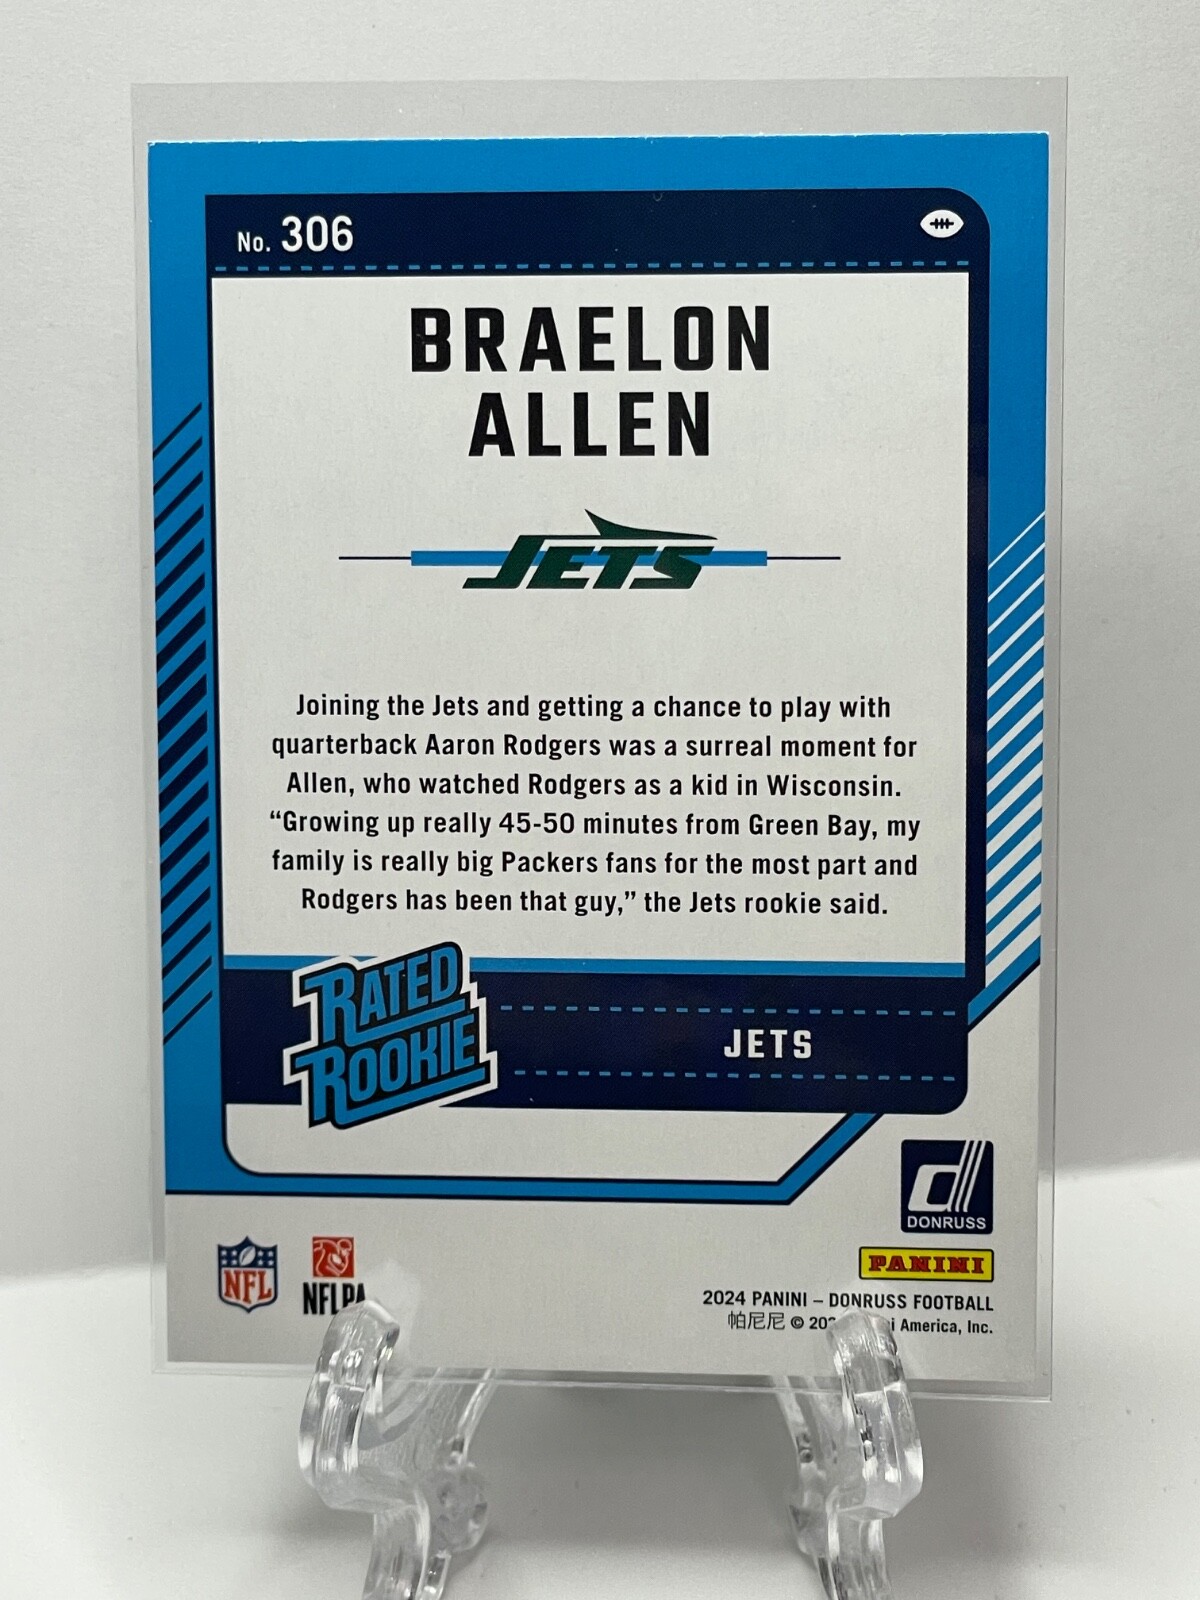 No. 306
BRAELON
ALLEN
JETS
Joining the Jets and getting a chance to play with
quarterback Aaron Rodgers was a surreal moment for
Allen, who watched Rodgers as a kid in Wisconsin.
“Growing up really 45-50 minutes from Green Bay, my
family is really big Packers fans for the most part and
Rodgers has been that guy,” the Jets rookie said.
RATED
ROOKIE
JETS
DONRUSS
NFL
NFLPA
PANINI
2024 PANINI – DONRUSS FOOTBALL
帕尼尼 © America, Inc.